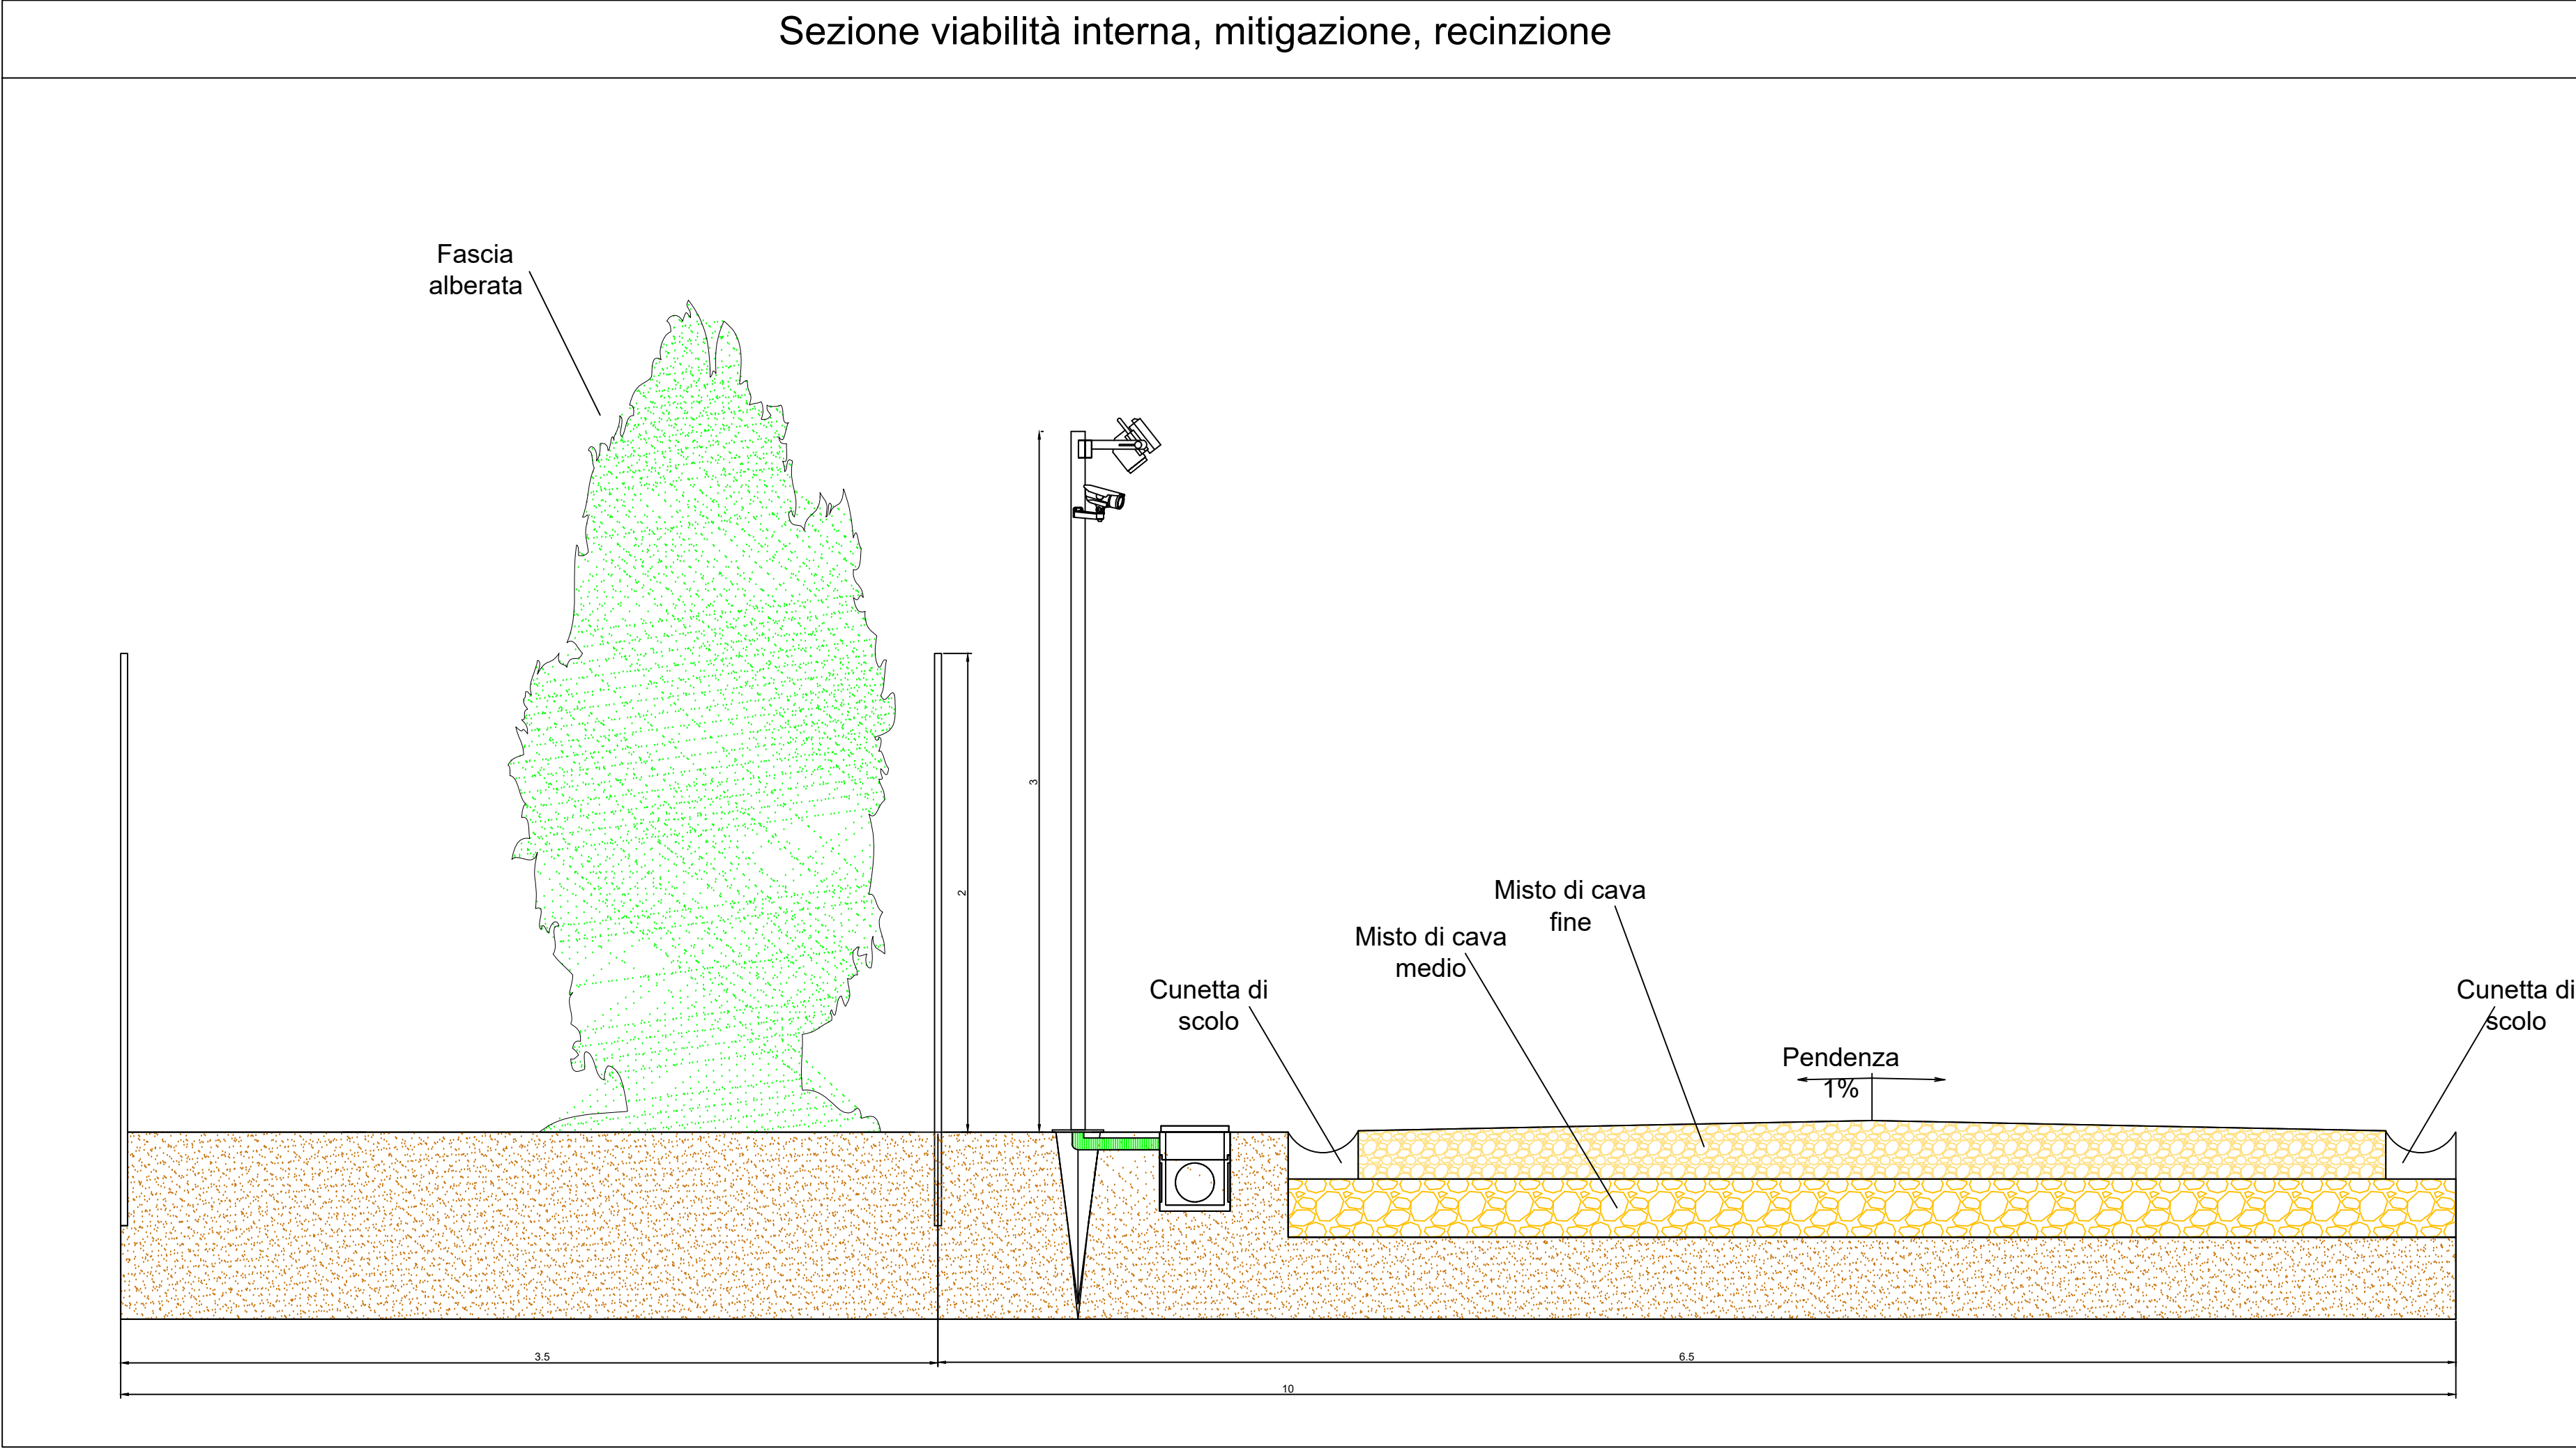 Sezione viabilità interna, mitigazione, recinzione
Fascia
alberata
3
2
Misto di cava
fine
Misto di cava
medio
Cunetta di
scolo
Cunetta di
scolo
Pendenza
1%
3.5
6.5
10